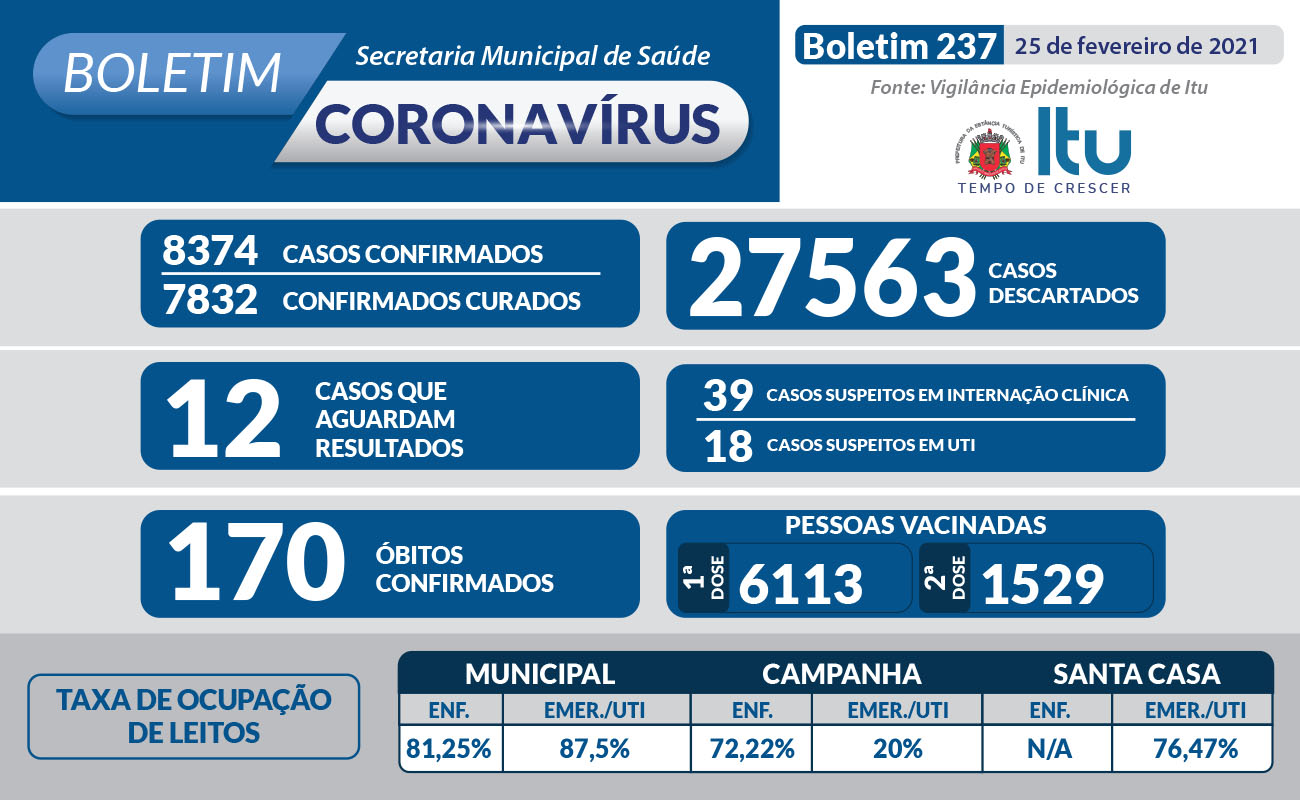 BOLETIM
Secretaria Municipal de Saúde
CORONAVÍRUS
Boletim 237
25 de fevereiro de 2021
Fonte: Vigilância Epidemiológica de Itu
PREFEITURA DA ESTÂNCIA TURÍSTICA DE ITU
Itu
TEMPO DE CRESCER
8374 CASOS CONFIRMADOS
7832 CONFIRMADOS CURADOS
27563 CASOS
DESCARTADOS
12 CASOS QUE
AGUARDAM
RESULTADOS
39 CASOS SUSPEITOS EM INTERNAÇÃO CLÍNICA
18 CASOS SUSPEITOS EM UTI
170 ÓBITOS
CONFIRMADOS
PESSOAS VACINADAS
1ª DOSE 6113 2ª DOSE 1529
TAXA DE OCUPAÇÃO
DE LEITOS
MUNICIPAL CAMPANHA SANTA CASA
ENF. EMER./UTI ENF. EMER./UTI ENF. EMER./UTI
81,25% 87,5% 72,22% 20% N/A 76,47%